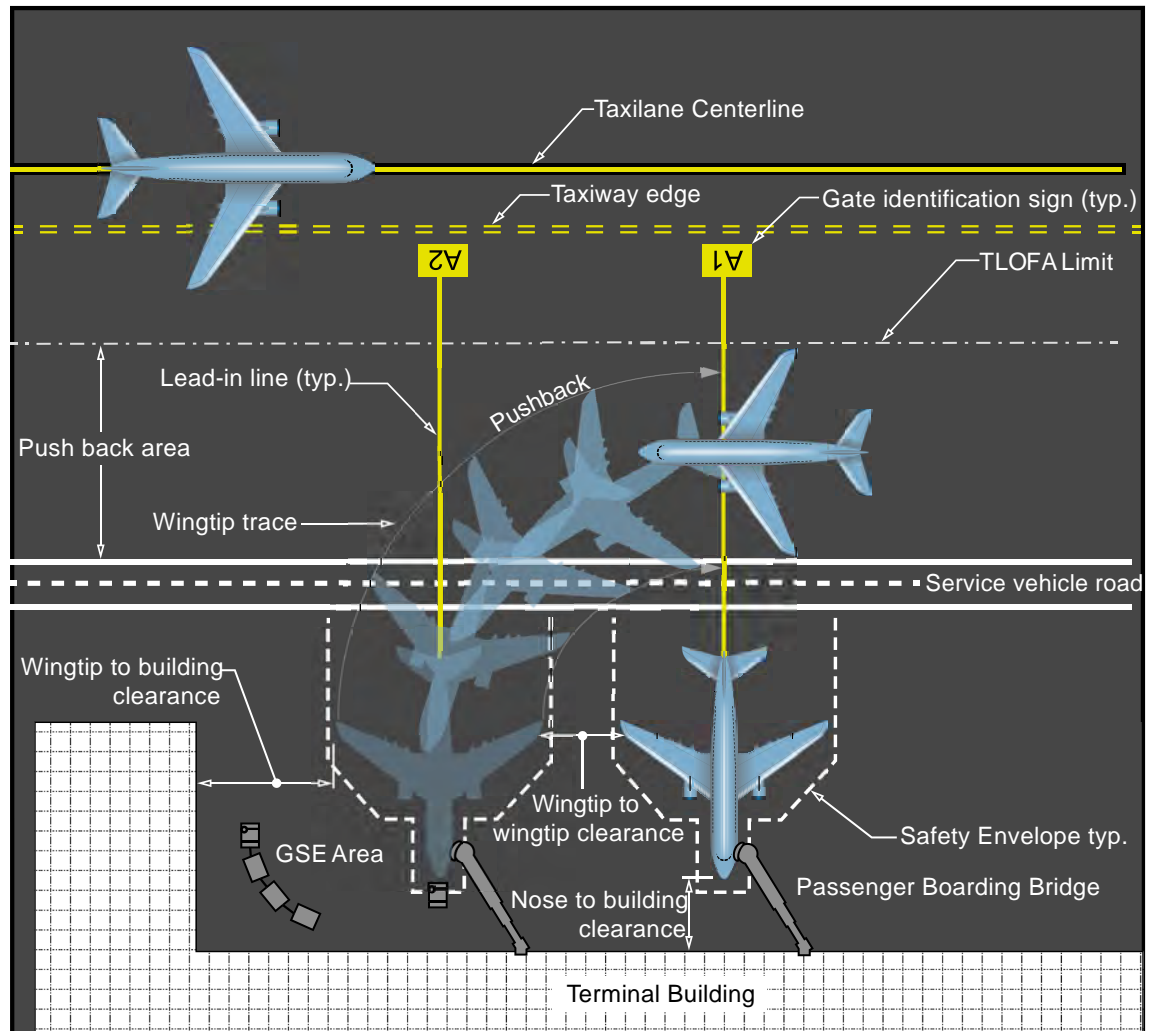 Taxilane Centerline
Taxiway edge
Gate identification sign (typ.)
A2
A1
TLOFA Limit
Lead-in line (typ.)
Pushback
Push back area
Wingtip trace
Service vehicle road
Wingtip to building
clearance
Wingtip to
wingtip clearance
Safety Envelope typ.
GSE Area
Passenger Boarding Bridge
Nose to building
clearance
Terminal Building